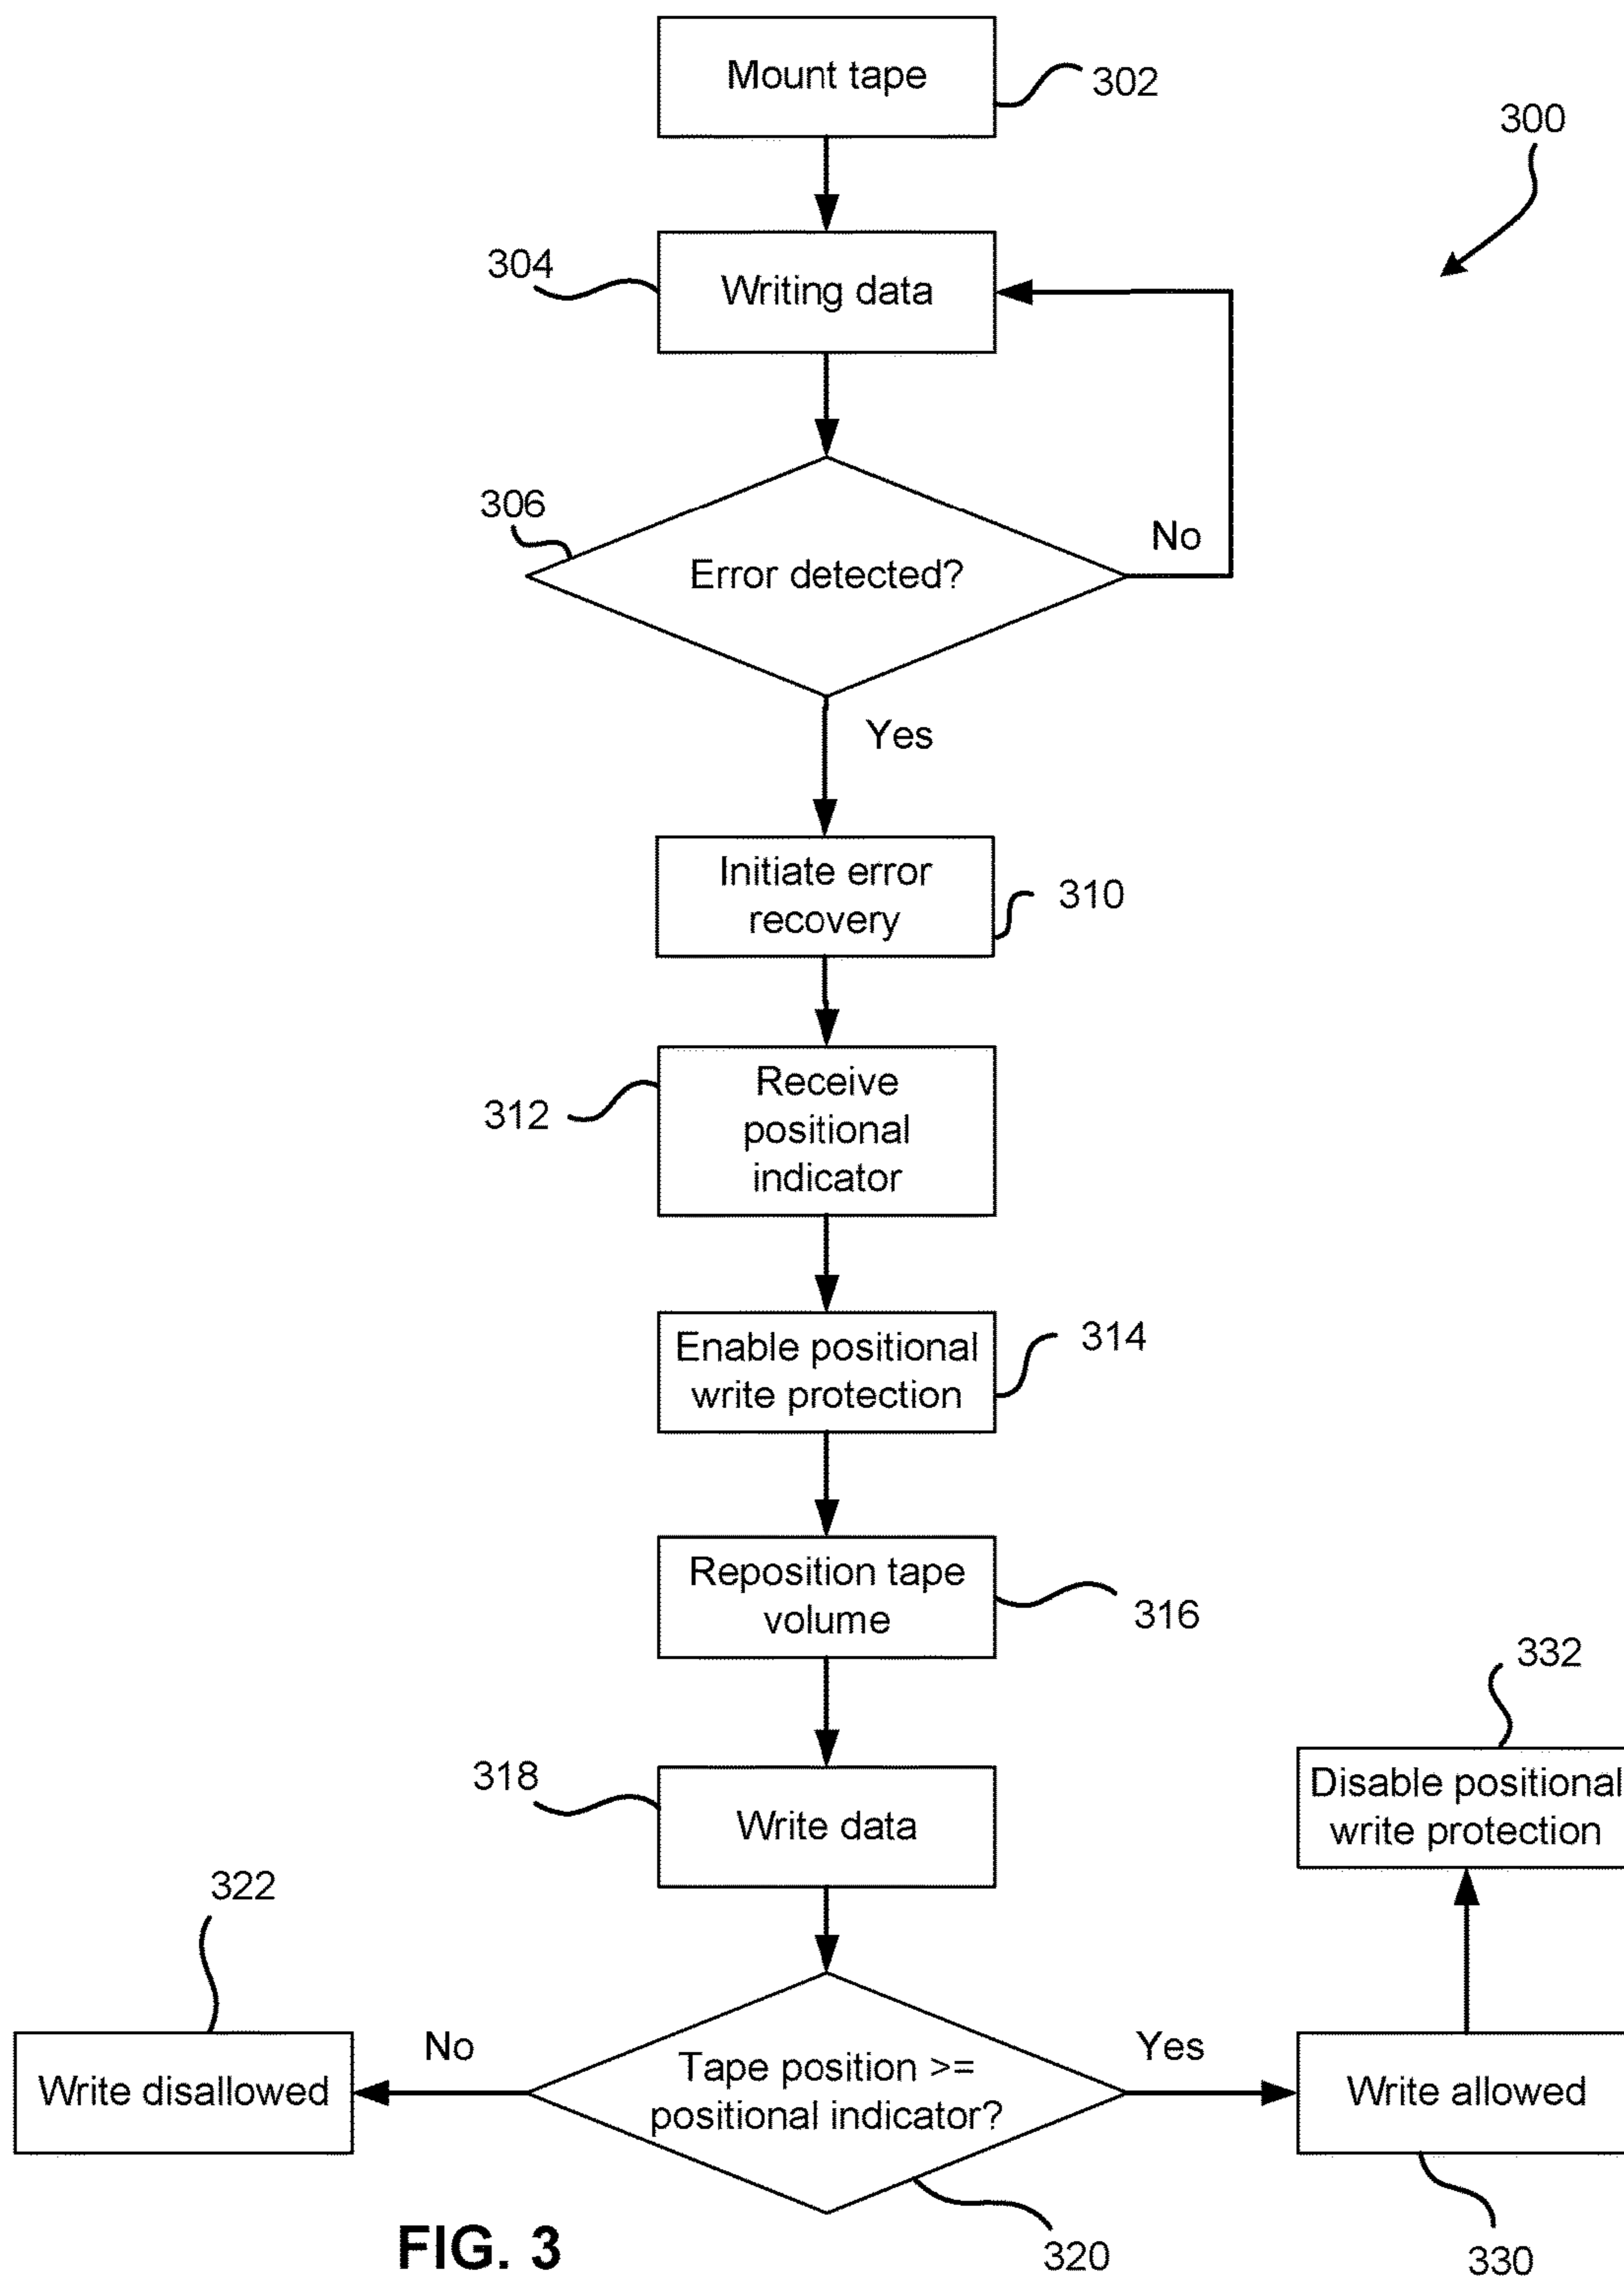 Mount tape
302
300
304
Writing data
306
Error detected?
No
Yes
Initiate error
recovery
310
312
Receive
positional
indicator
Enable positional
write protection
314
Reposition tape
volume
316
332
318
Write data
Disable positional
write protection
322
No
Yes
Write disallowed
Tape position >=
positional indicator?
Write allowed
FIG. 3
320
330